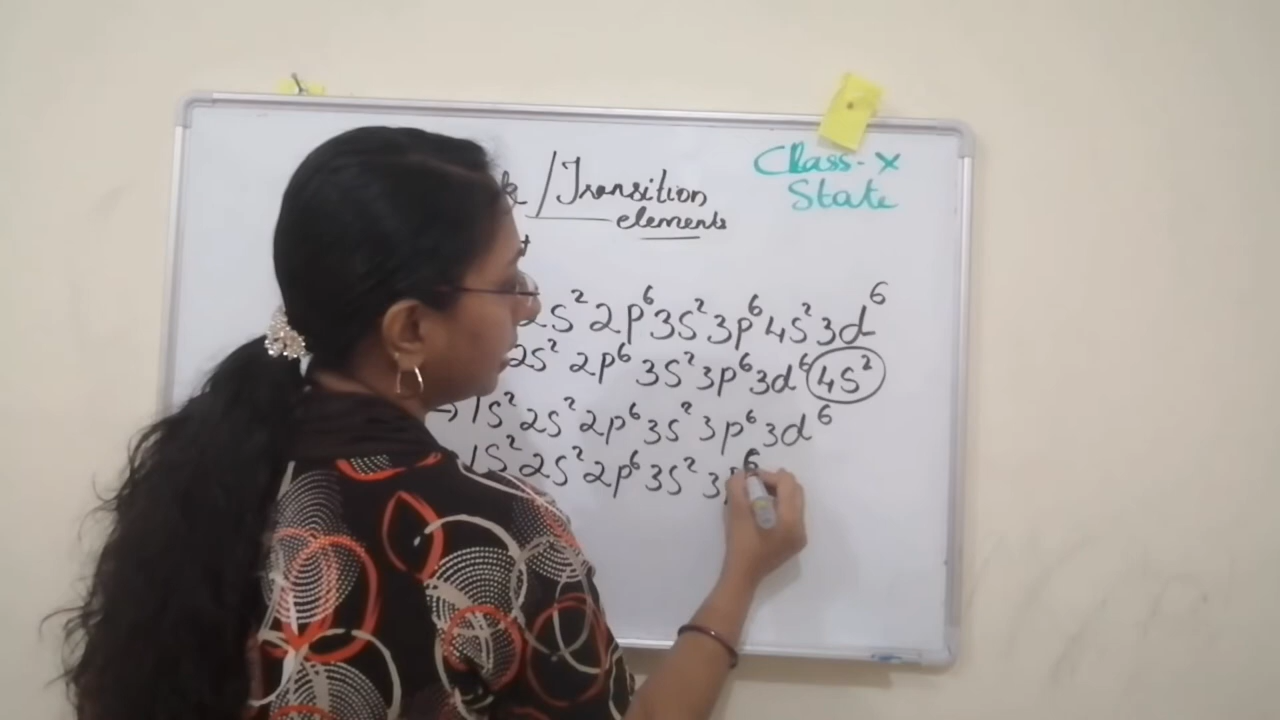 /Transition
elements
Class-X
State
2S² 2P⁶ 3S² 3P⁶ 4S² 3d⁶
2S² 2P⁶ 3S² 3P⁶ 3d⁶ 4S²
→ 1S² 2S² 2P⁶ 3S² 3P⁶ 3d⁶
1S² 2S² 2P⁶ 3S² 3P⁶